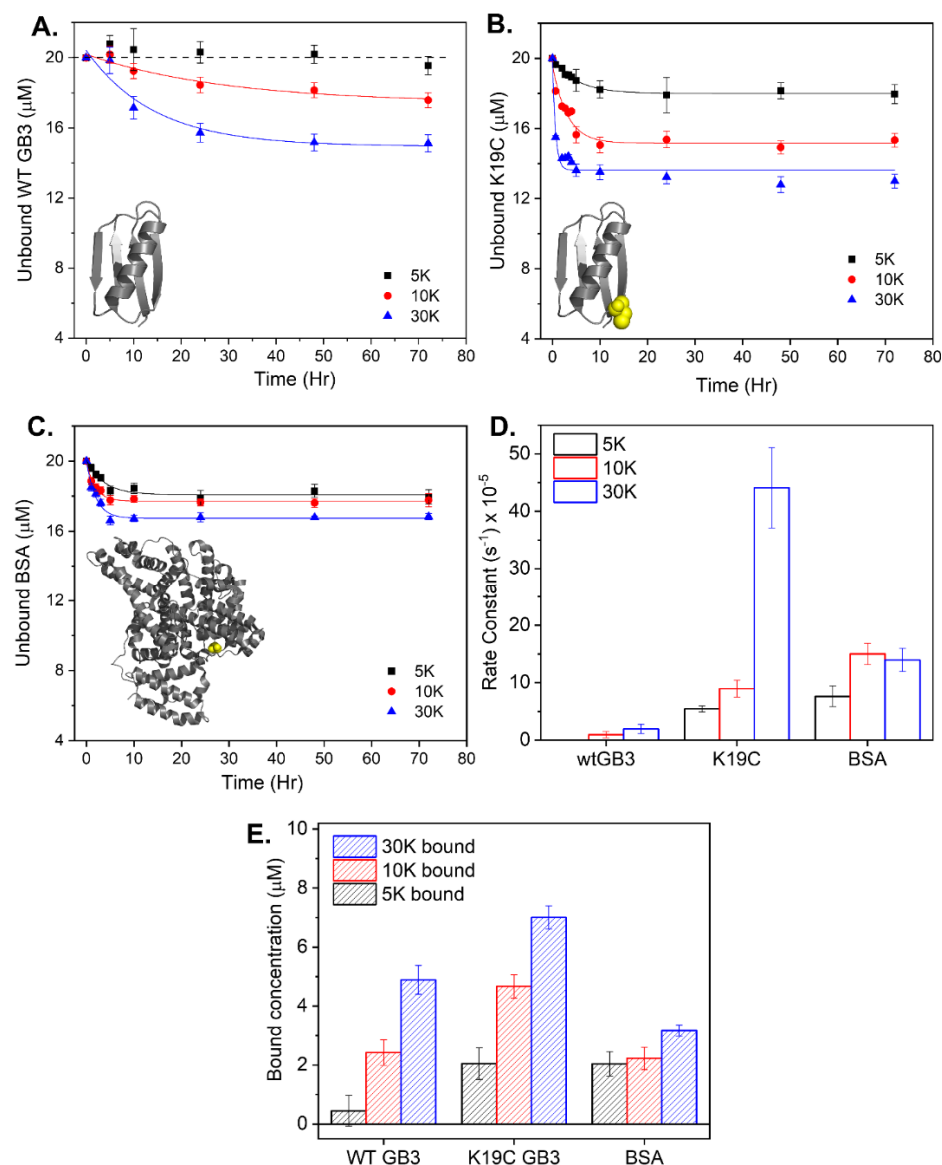 A.
Unbound WT GB3 (μM)
20
16
12
8
4
0 10 20 30 40 50 60 70 80
Time (Hr)
5K
10K
30K
B.
Unbound K19C (μM)
20
16
12
8
4
0 10 20 30 40 50 60 70 80
Time (Hr)
5K
10K
30K
C.
Unbound BSA (μM)
20
16
12
8
4
0 10 20 30 40 50 60 70 80
Time (Hr)
5K
10K
30K
D.
Rate Constant (s⁻¹) x 10⁻⁵
50
40
30
20
10
0
5K
10K
30K
wtGB3 K19C BSA
E.
Bound concentration (μM)
10
8
6
4
2
0
30K bound
10K bound
5K bound
WT GB3 K19C GB3 BSA